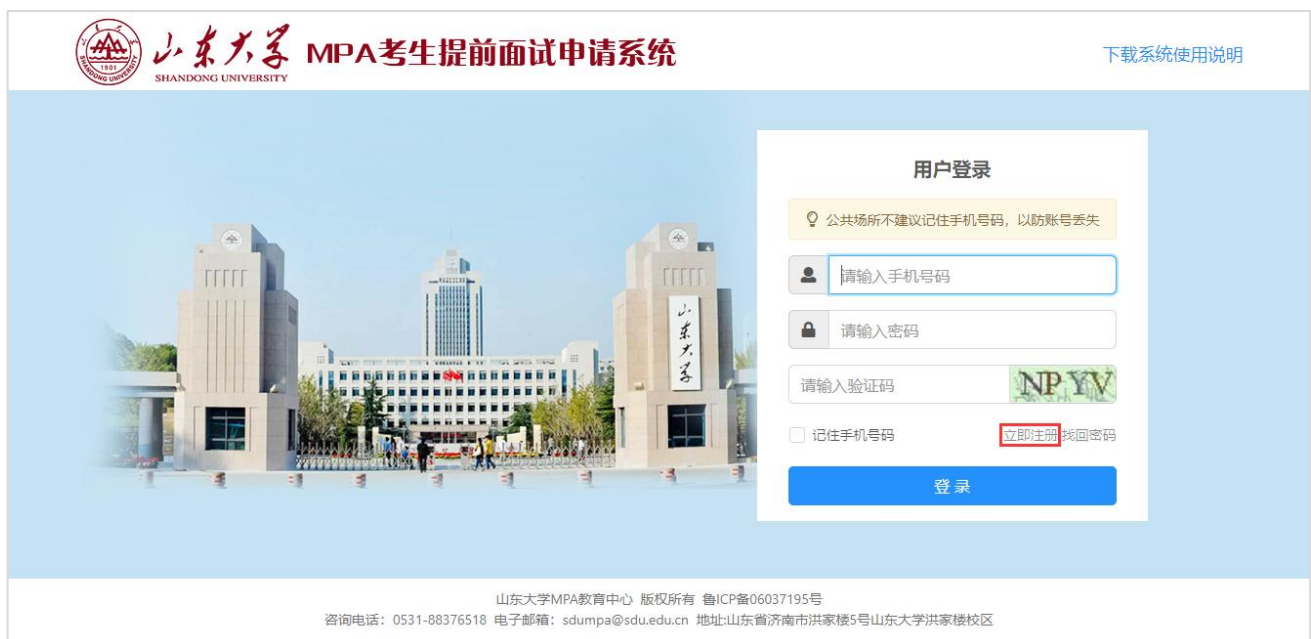 山东大学 MPA考生提前面试申请系统
SHANDONG UNIVERSITY
下载系统使用说明
1901
SHANDONG UNIVERSITY
用户登录
公共场所不建议记住手机号码，以防账号丢失
请输入手机号码
请输入密码
请输入验证码 NPYV
记住手机号码 立即注册 找回密码
登 录
山东大学
山东大学MPA教育中心 版权所有 鲁ICP备06037195号
咨询电话：0531-88376518 电子邮箱：sdumpa@sdu.edu.cn 地址:山东省济南市洪家楼5号山东大学洪家楼校区